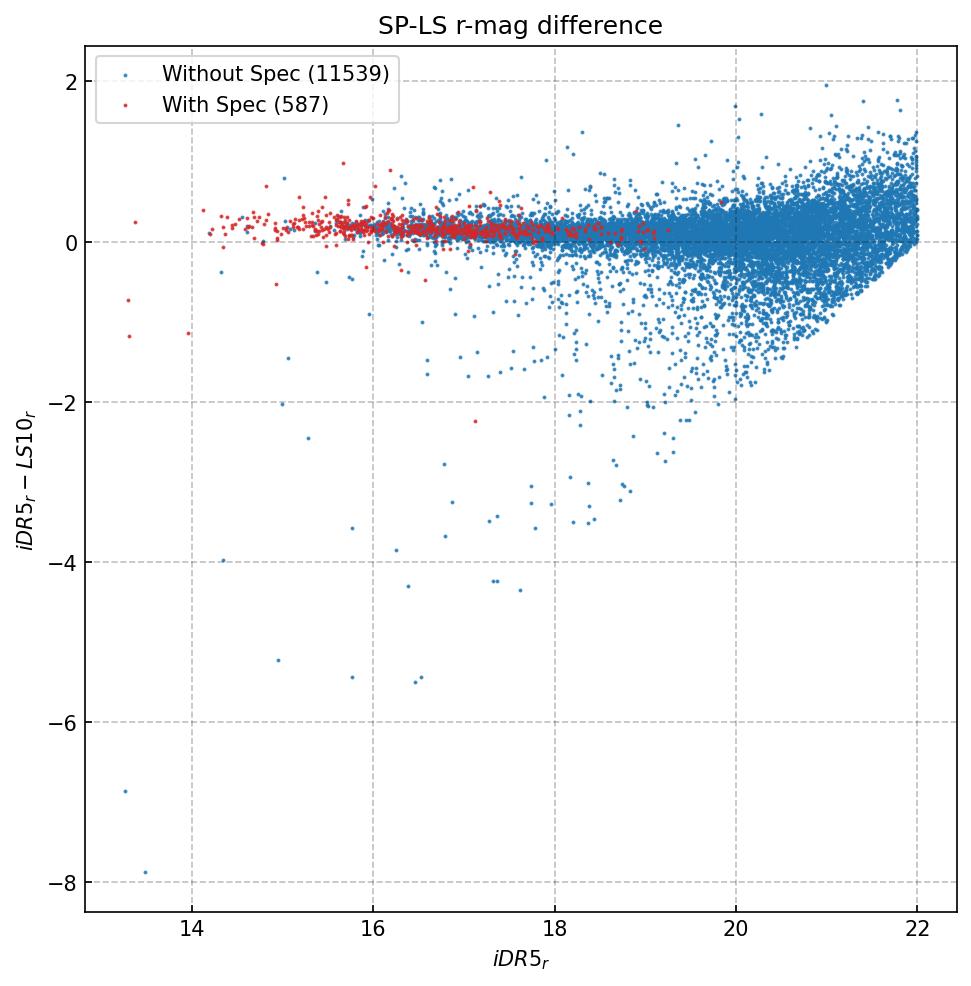 SP-LS r-mag difference
Without Spec (11539)
With Spec (587)
2
0
−2
−4
−6
−8
iDR5r − LS10r
14 16 18 20 22
iDR5r